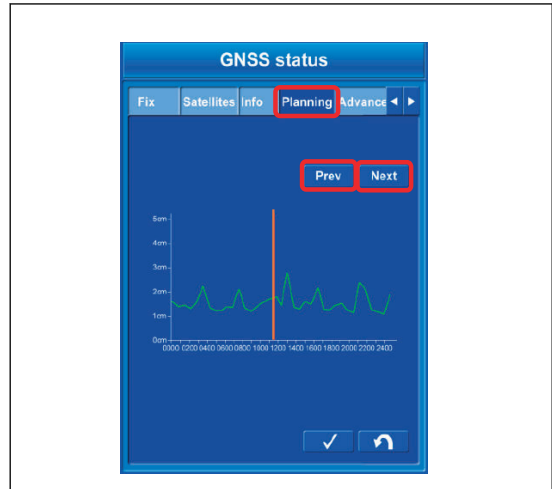 GNSS status
Fix Satellites Info Planning Advance
Prev Next
5cm
4cm
3cm
2cm
1cm
0cm
0000 0200 0400 0600 0800 1000 1200 1400 1600 1800 2000 2200 2400